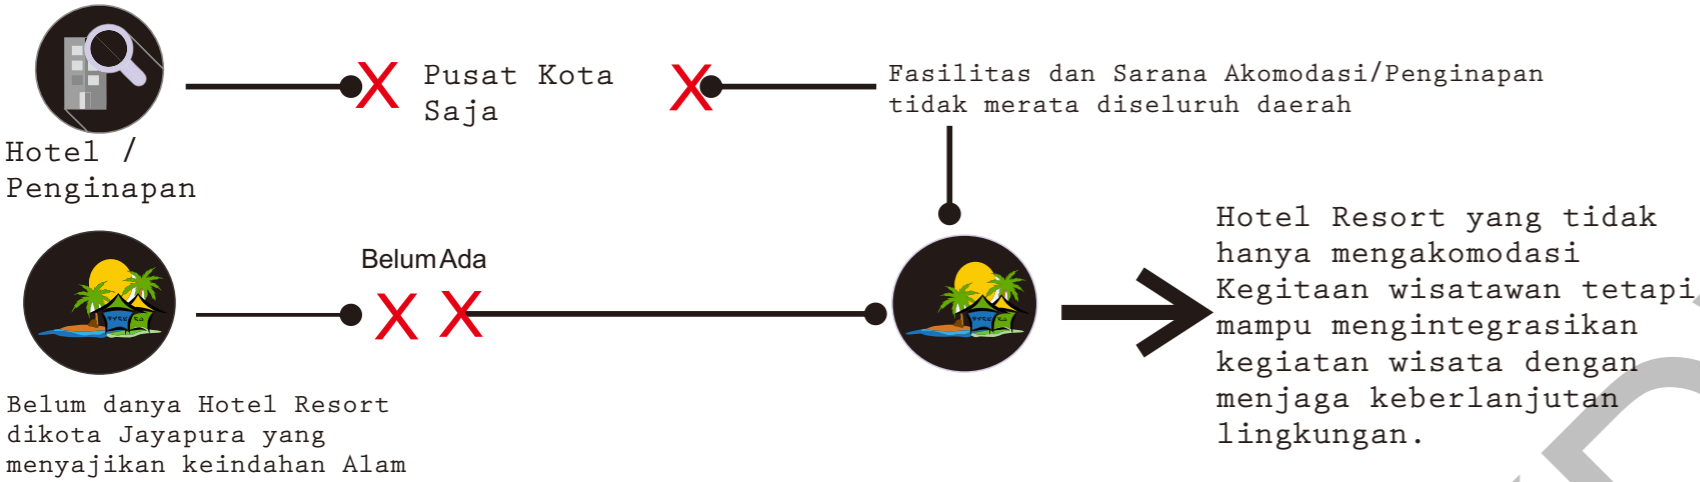 Hotel /
Penginapan
X
Pusat Kota
Saja
X
Fasilitas dan Sarana Akomodasi/Penginapan
tidak merata diseluruh daerah
Belum Ada
X X
Belum danya Hotel Resort
dikota Jayapura yang
menyajikan keindahan Alam
Hotel Resort yang tidak
hanya mengakomodasi
Kegitaan wisatawan tetapi
mampu mengintegrasikan
kegiatan wisata dengan
menjaga keberlanjutan
lingkungan.